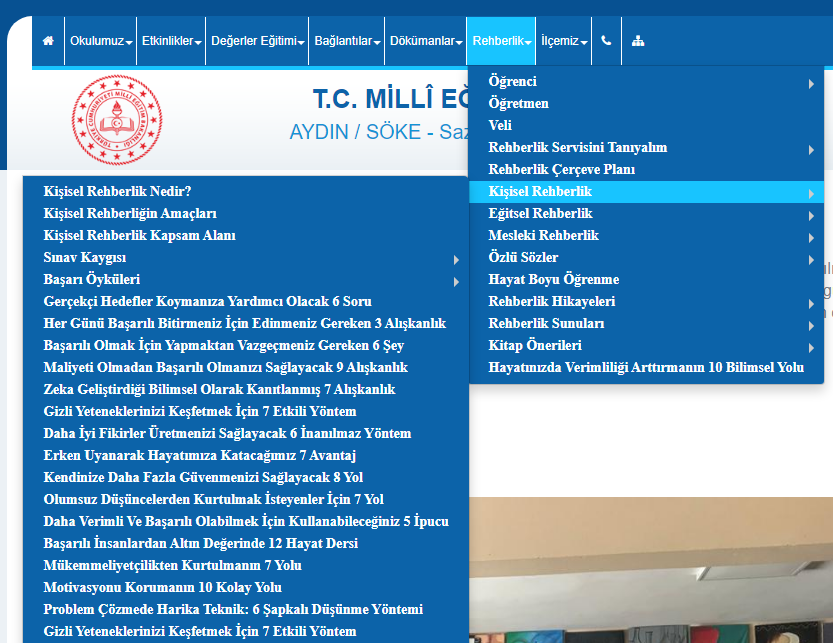 Okulumuz
Etkinlikler
Değerler Eğitimi
Bağlantılar
Dökümanlar
Rehberlik
İlçemiz
T.C. MİLLÎ
AYDIN / SÖKE -
Öğrenci
Öğretmen
Veli
Rehberlik Servisini Tanıyalım
Rehberlik Çerçeve Planı
Kişisel Rehberlik
Eğitsel Rehberlik
Mesleki Rehberlik
Özlü Sözler
Hayat Boyu Öğrenme
Rehberlik Hikayeleri
Rehberlik Sunuları
Kitap Önerileri
Hayatınızda Verimliliği Arttırmanın 10 Bilimsel Yolu
Kişisel Rehberlik Nedir?
Kişisel Rehberliğin Amaçları
Kişisel Rehberlik Kapsam Alanı
Sınav Kaygısı
Başarı Öyküleri
Gerçekçi Hedefler Koymanıza Yardımcı Olacak 6 Soru
Her Günü Başarılı Bitirmeniz İçin Edinmeniz Gereken 3 Alışkanlık
Başarılı Olmak İçin Yapmaktan Vazgeçmeniz Gereken 6 Şey
Maliyeti Olmadan Başarılı Olmanızı Sağlayacak 9 Alışkanlık
Zeka Geliştirdiği Bilimsel Olarak Kanıtlanmış 7 Alışkanlık
Gizli Yeteneklerinizi Keşfetmek İçin 7 Etkili Yöntem
Daha İyi Fikirler Üretmenizi Sağlayacak 6 İnanılmaz Yöntem
Erken Uyanarak Hayatımıza Katacağımız 7 Avantaj
Kendinize Daha Fazla Güvenmenizi Sağlayacak 8 Yol
Olumsuz Düşüncelerden Kurtulmak İsteyenler İçin 7 Yol
Daha Verimli Ve Başarılı Olabilmek İçin Kullanabileceğiniz 5 İpucu
Başarılı İnsanlardan Altın Değerinde 12 Hayat Dersi
Mükemmeliyetçilikten Kurtulmanın 7 Yolu
Motivasyonu Korumanın 10 Kolay Yolu
Problem Çözmede Harika Teknik: 6 Şapkalı Düşünme Yöntemi
Gizli Yeteneklerinizi Keşfetmek İçin 7 Etkili Yöntem